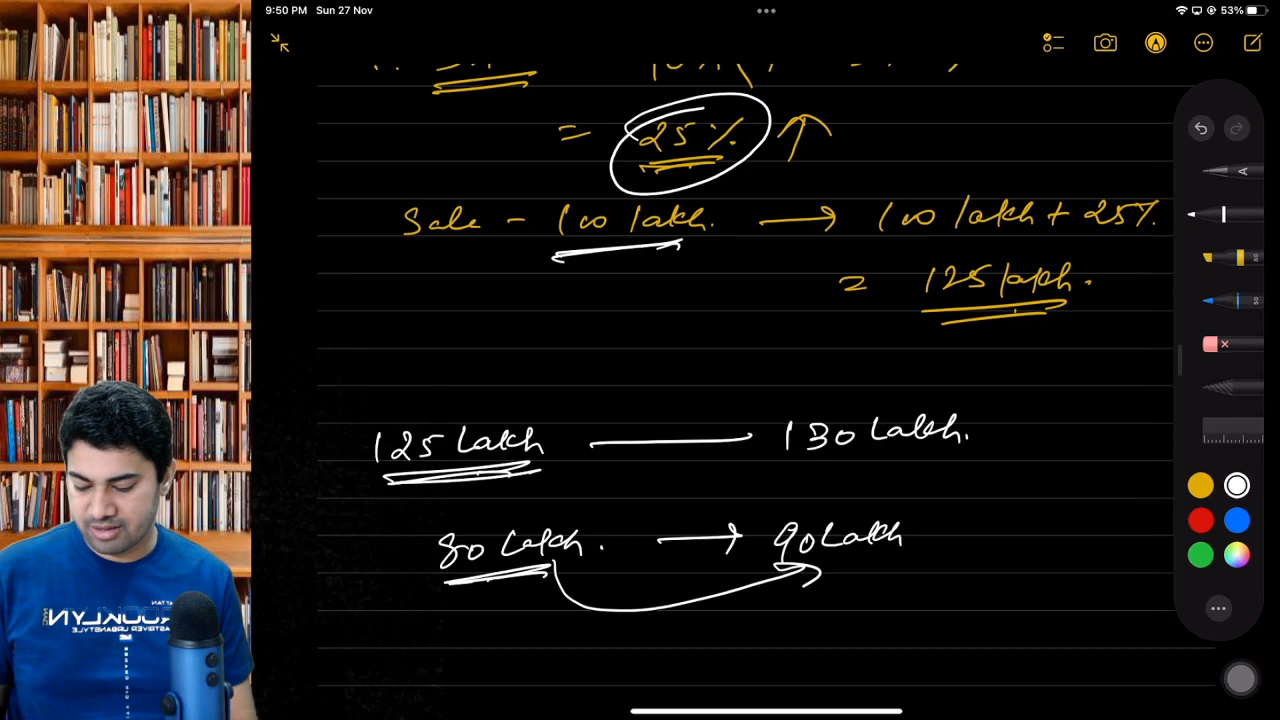 9:50 PM Sun 27 Nov
53%
= 25%
Sale - 100 lakh. → 100 lakh + 25%.
= 125 lakh.
125 Lakh — 130 Lakh.
80 Lakh. → 90 Lakh